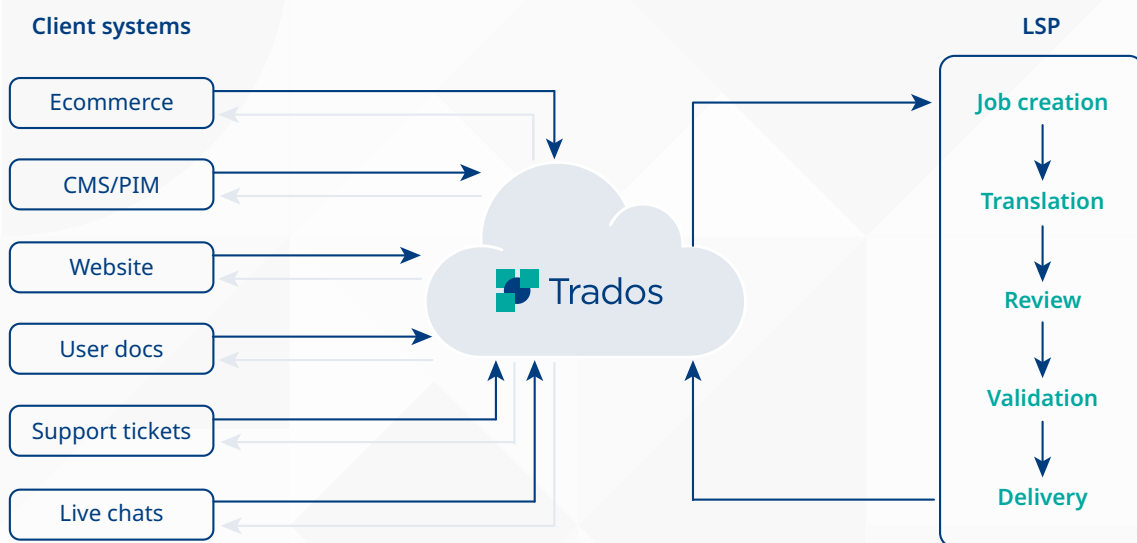 Client systems
LSP
Ecommerce
CMS/PIM
Website
User docs
Support tickets
Live chats
Trados
Job creation
Translation
Review
Validation
Delivery